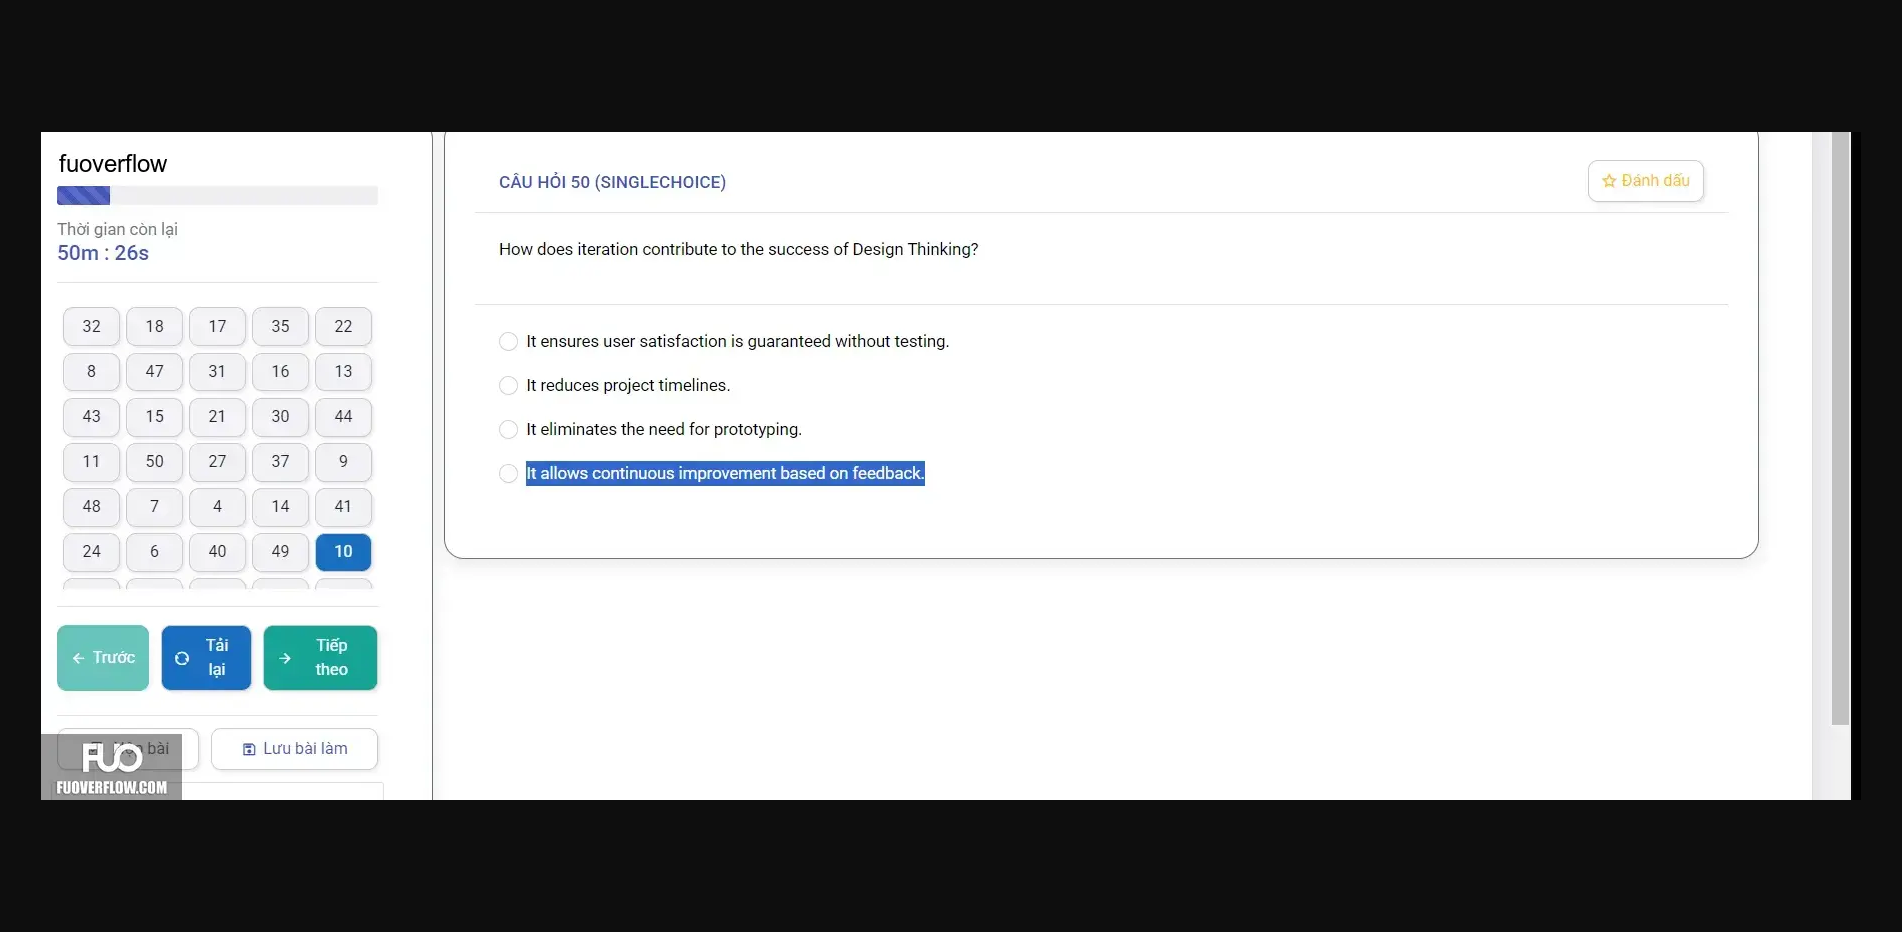 fuoverflow
Thời gian còn lại
50m : 26s
32 18 17 35 22
8 47 31 16 13
43 15 21 30 44
11 50 27 37 9
48 7 4 14 41
24 6 40 49 10
Trước
Tải
lại
Tiếp
theo
bài
Lưu bài làm
FUO
FUOVERFLOW.COM
CÂU HỎI 50 (SINGLECHOICE)
Đánh dấu
How does iteration contribute to the success of Design Thinking?
It ensures user satisfaction is guaranteed without testing.
It reduces project timelines.
It eliminates the need for prototyping.
It allows continuous improvement based on feedback.